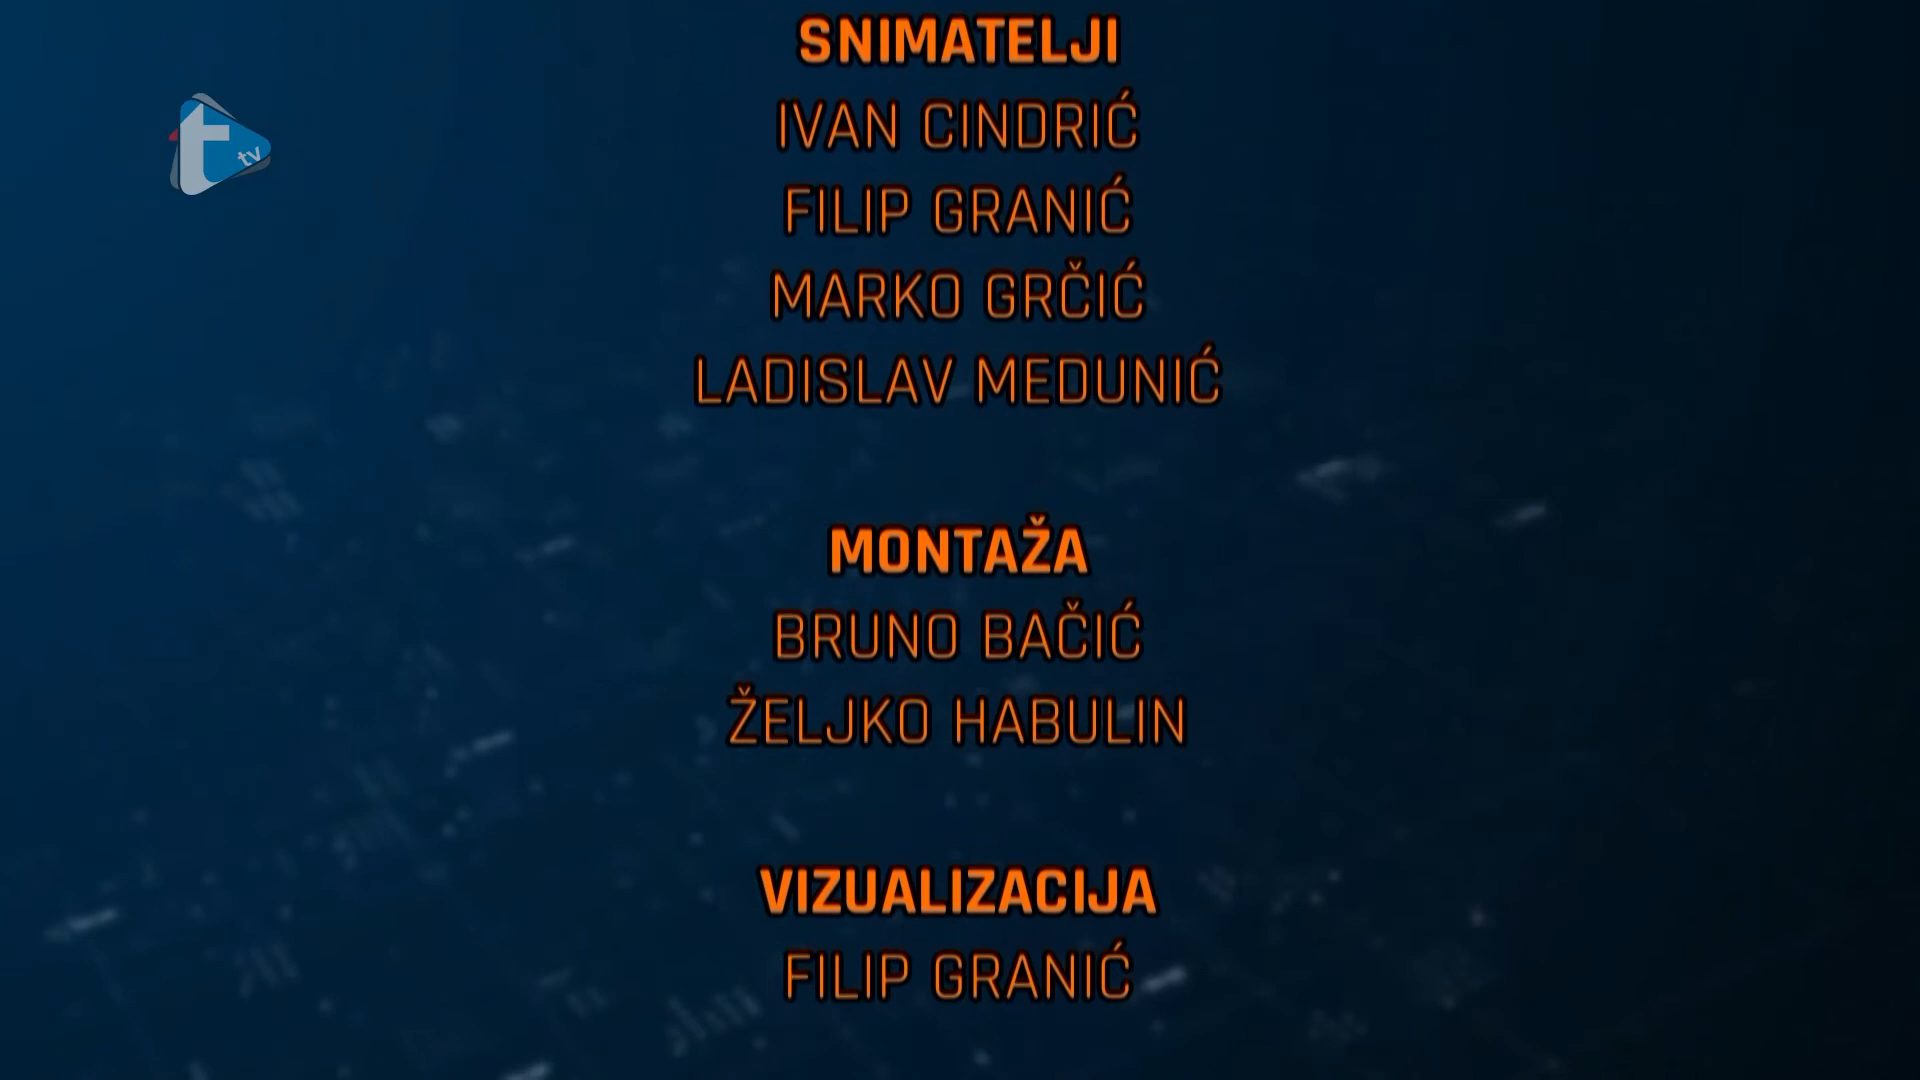 SNIMATELJI
t tv
IVAN CINDRIĆ
FILIP GRANIĆ
MARKO GRČIĆ
LADISLAV MEDUNIĆ
MONTAŽA
BRUNO BAČIĆ
ŽELJKO HABULIN
VIZUALIZACIJA
FILIP GRANIĆ